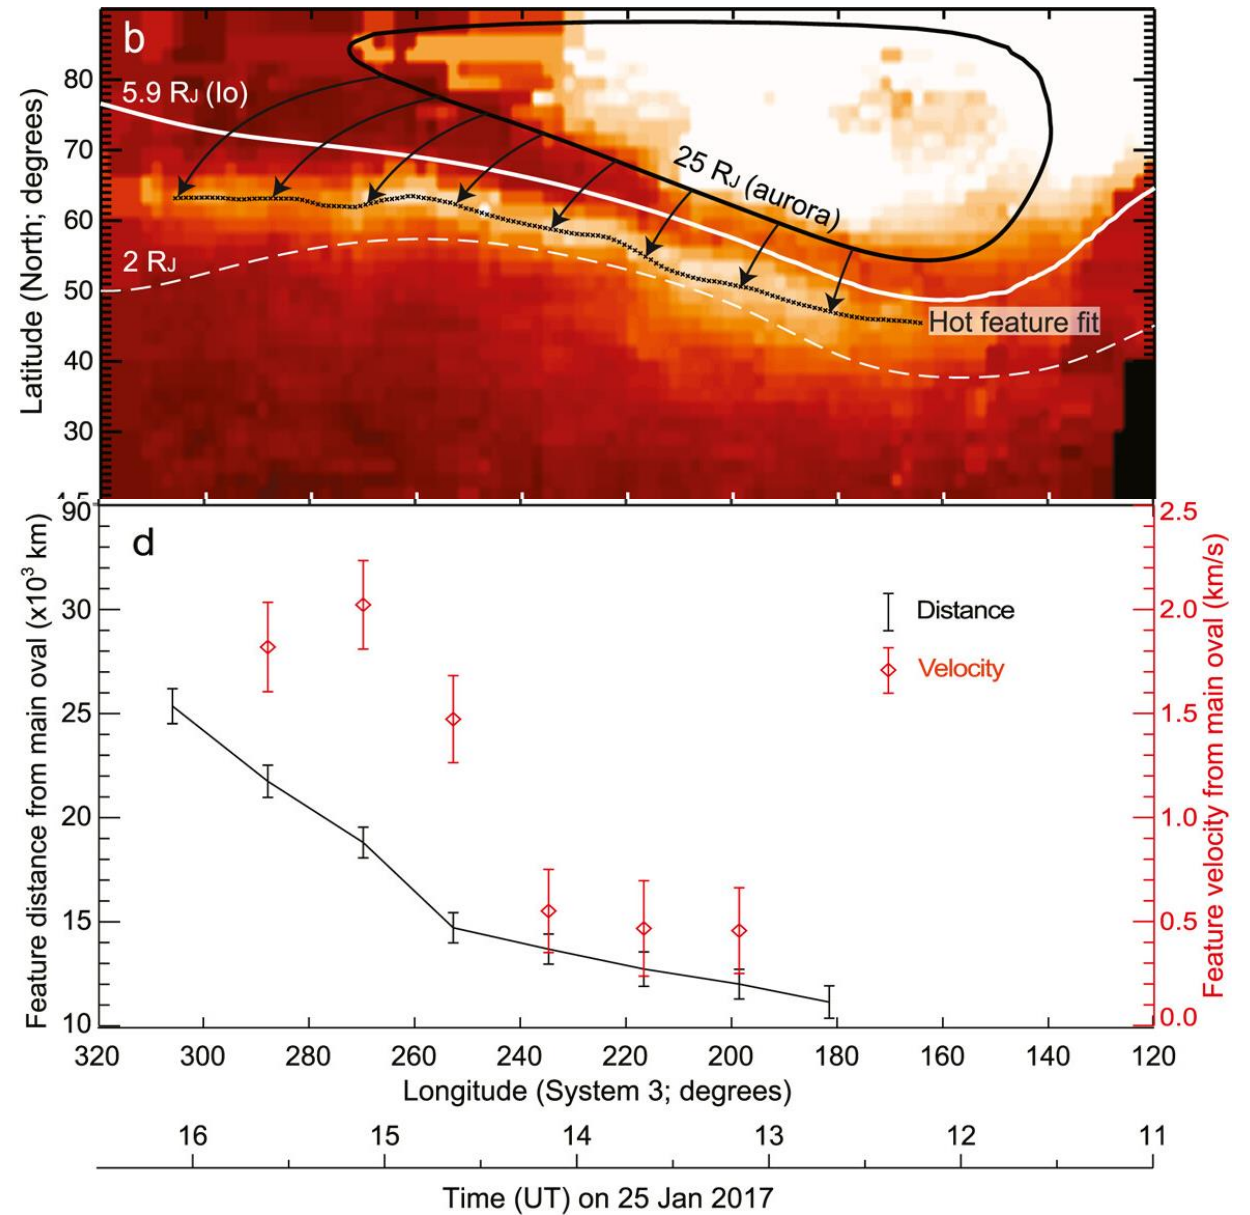 b
80
5.9 RJ (Io)
70
25 RJ (aurora)
60
2 RJ
50
Hot feature fit
40
30
Latitude (North; degrees)
90
2.5
d
30
2.0
Distance
Velocity
25
1.5
20
1.0
15
0.5
10
0.0
Feature distance from main oval (x10³ km)
Feature velocity from main oval (km/s)
320 300 280 260 240 220 200 180 160 140 120
Longitude (System 3; degrees)
16 15 14 13 12 11
Time (UT) on 25 Jan 2017